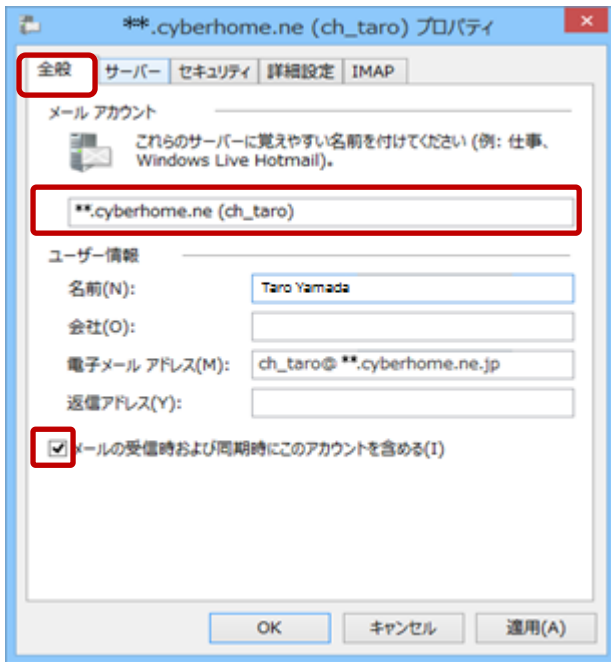 **.cyberhome.ne (ch_taro) プロパティ
全般 サーバー セキュリティ 詳細設定 IMAP
メール アカウント
これらのサーバーに覚えやすい名前を付けてください (例: 仕事、
Windows Live Hotmail)。
**.cyberhome.ne (ch_taro)
ユーザー情報
名前(N): Taro Yamada
会社(O):
電子メール アドレス(M): ch_taro@ **.cyberhome.ne.jp
返信アドレス(Y):
メールの受信時および同期時にこのアカウントを含める(I)
OK キャンセル 適用(A)